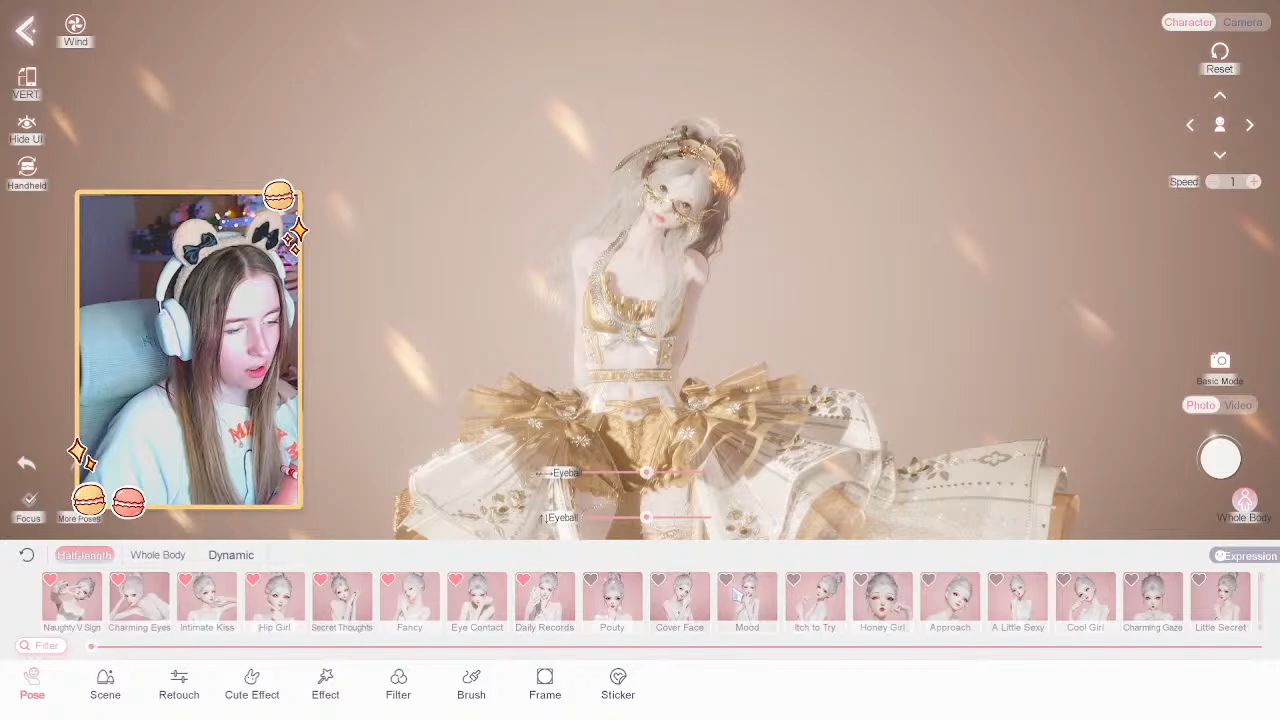 Wind
Character Camera
Reset
VERT.
Hide UI
Handheld
Speed 1
Basic Mode
Photo Video
Eyeball
Eyeball
Focus
More Poses
Whole Body
Half-length Whole Body Dynamic Expression
Naughty V Sign Charming Eyes Intimate Kiss Hip Girl Secret Thoughts Fancy Eye Contact Daily Records Pouty Cover Face Mood Itch to Try Honey Girl Approach A Little Sexy Cool Girl Charming Gaze Little Secret
Filter
Pose Scene Retouch Cute Effect Effect Filter Brush Frame Sticker